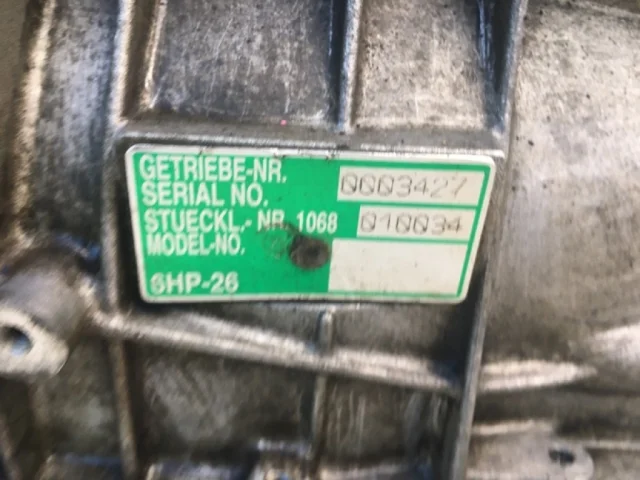 GETRIEBE-NR.
SERIAL NO. 0003427
STUECKL.-NR. 1068 010034
MODEL-NO.
6HP-26